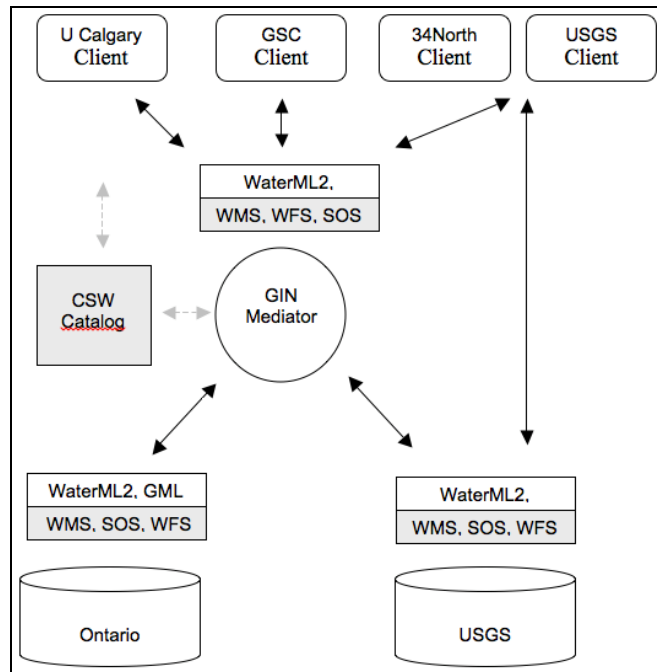 U Calgary
Client
GSC
Client
34North
Client
USGS
Client
WaterML2,
WMS, WFS, SOS
CSW
Catalog
GIN
Mediator
WaterML2, GML
WMS, SOS, WFS
WaterML2,
WMS, SOS, WFS
Ontario
USGS